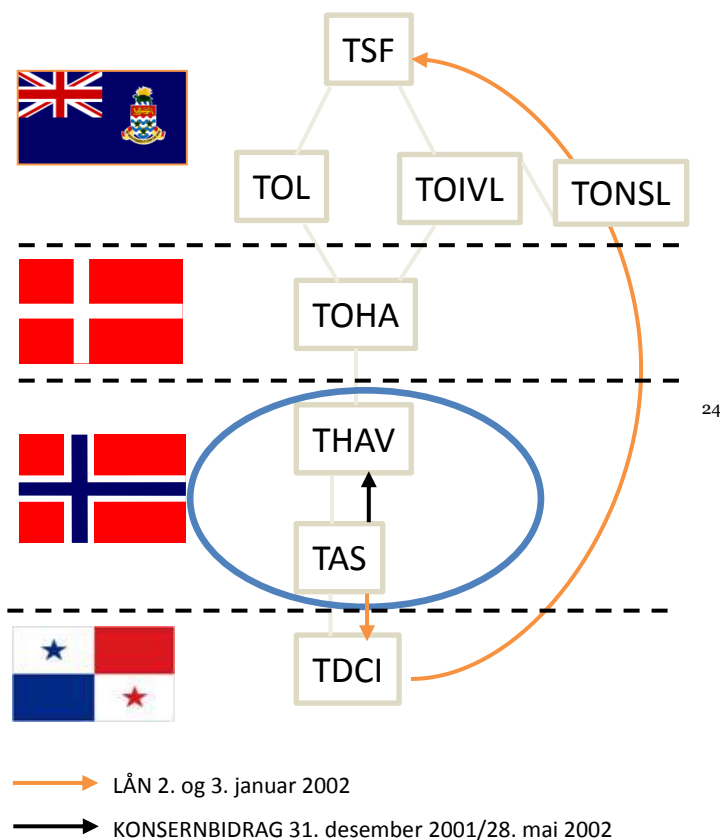 TSF
TOL
TOIVL
TONSL
TOHA
THAV
24
TAS
TDCI
LÅN 2. og 3. januar 2002
KONSERNBIDRAG 31. desember 2001/28. mai 2002